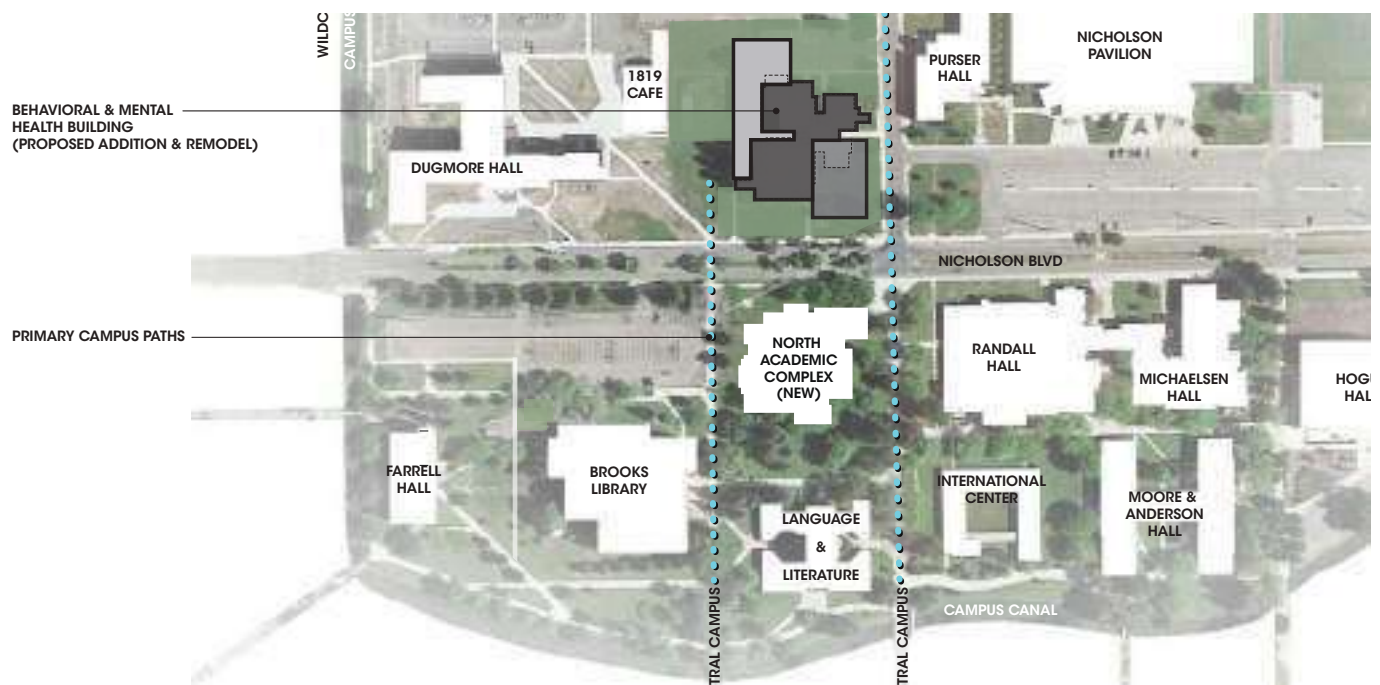 WILDC
CAMPUS
BEHAVIORAL & MENTAL
HEALTH BUILDING
(PROPOSED ADDITION & REMODEL)
1819
CAFE
PURSER
HALL
NICHOLSON
PAVILION
DUGMORE HALL
NICHOLSON BLVD
PRIMARY CAMPUS PATHS
NORTH
ACADEMIC
COMPLEX
(NEW)
RANDALL
HALL
MICHAELSEN
HALL
HOGU
HAL
FARRELL
HALL
BROOKS
LIBRARY
LANGUAGE
&
LITERATURE
INTERNATIONAL
CENTER
MOORE &
ANDERSON
HALL
TRAL CAMPUS
TRAL CAMPUS
CAMPUS CANAL